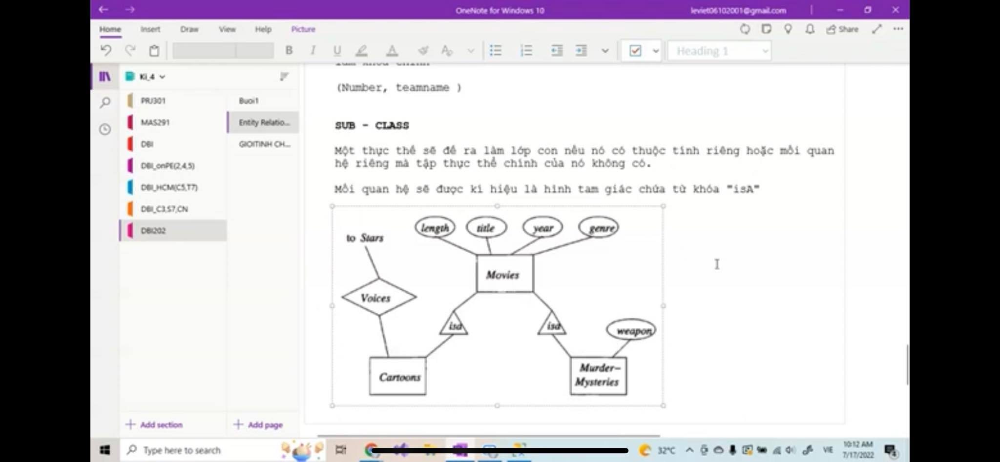 OneNote for Windows 10
leviet06102001@gmail.com
Home
Insert
Draw
View
Help
Picture
Share
B
I
U
A
Heading 1
Ki_4
PRJ301
MAS291
DBI
DBI_onPE(2,4,5)
DBI_HCM(C5,T7)
DBI_C3,S7,CN
DBI202
Add section
Buoi1
Entity Relatio...
GIOITINH CH...
Add page
(Number, teamname )
SUB - CLASS
Một thực thể sẽ đẻ ra làm lớp con nếu nó có thuộc tính riêng hoặc mối quan
hệ riêng mà tập thực thể chính của nó không có.
Mối quan hệ sẽ được kí hiệu là hình tam giác chứa từ khóa "isA"
length
title
year
genre
to Stars
Movies
Voices
isa
isa
weapon
Cartoons
Murder-
Mysteries
Type here to search
32°C
VIE
10:12 AM
7/17/2022
4